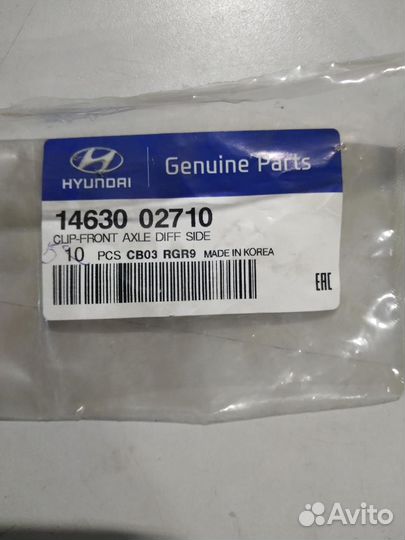 HYUNDAI
Genuine Parts
14630 02710
CLIP-FRONT AXLE DIFF SIDE
10 PCS CB03 RGR9 MADE IN KOREA
EAC
Avito